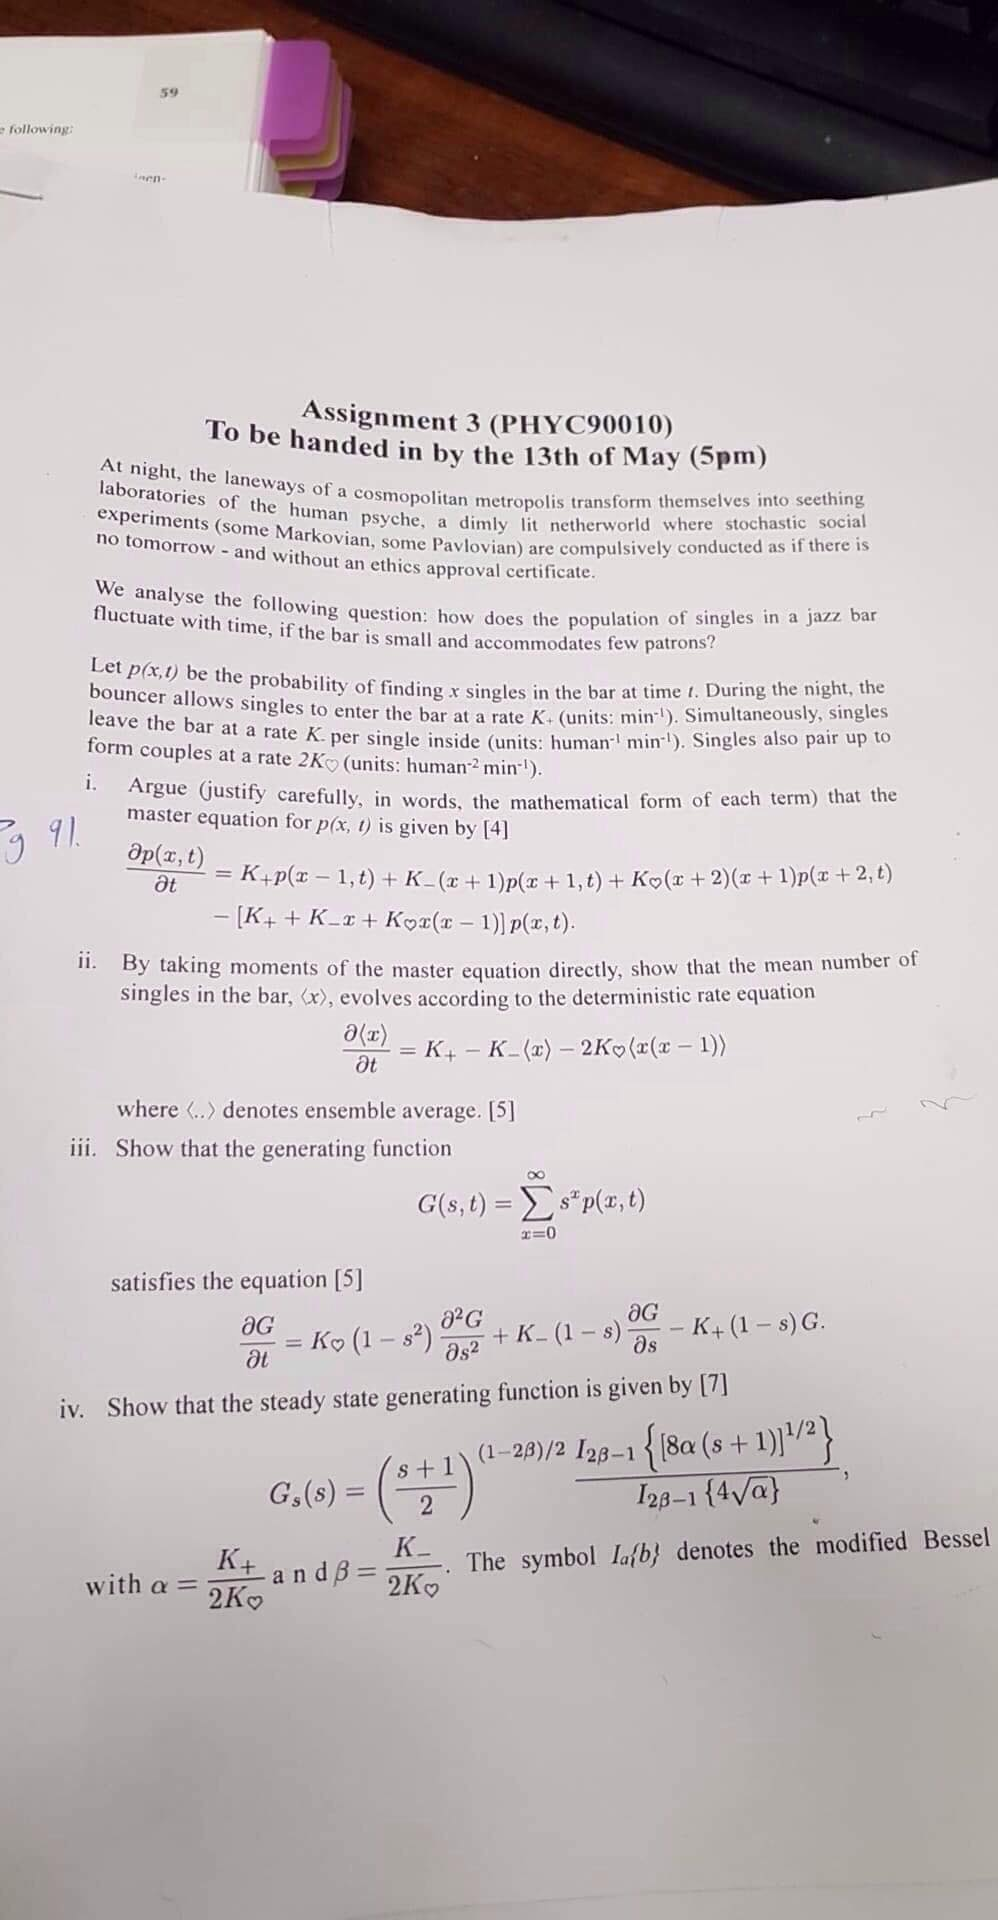 59
e following:
Assignment 3 (PHYC90010)
To be handed in by the 13th of May (5pm)
At night, the laneways of a cosmopolitan metropolis transform themselves into seething
laboratories of the human psyche, a dimly lit netherworld where stochastic social
experiments (some Markovian, some Pavlovian) are compulsively conducted as if there is
no tomorrow - and without an ethics approval certificate.
We analyse the following question: how does the population of singles in a jazz bar
fluctuate with time, if the bar is small and accommodates few patrons?
Let p(x,t) be the probability of finding x singles in the bar at time t. During the night, the
bouncer allows singles to enter the bar at a rate K₊ (units: min⁻¹). Simultaneously, singles
leave the bar at a rate K₋ per single inside (units: human⁻¹ min⁻¹). Singles also pair up to
form couples at a rate 2K♡ (units: human⁻² min⁻¹).
i. Argue (justify carefully, in words, the mathematical form of each term) that the
master equation for p(x, t) is given by [4]
Pg 91.
∂p(x,t)/∂t = K₊p(x − 1, t) + K₋(x + 1)p(x + 1, t) + K♡(x + 2)(x + 1)p(x + 2, t)
− [K₊ + K₋x + K♡x(x − 1)] p(x, t).
ii. By taking moments of the master equation directly, show that the mean number of
singles in the bar, ⟨x⟩, evolves according to the deterministic rate equation
∂⟨x⟩/∂t = K₊ − K₋⟨x⟩ − 2K♡⟨x(x − 1)⟩
where ⟨..⟩ denotes ensemble average. [5]
iii. Show that the generating function
G(s, t) = ∑_{x=0}^{∞} sˣp(x, t)
satisfies the equation [5]
∂G/∂t = K♡ (1 − s²) ∂²G/∂s² + K₋ (1 − s) ∂G/∂s − K₊ (1 − s) G.
iv. Show that the steady state generating function is given by [7]
Gₛ(s) = ((s + 1)/2)^{(1−2β)/2} I_{2β−1} {[8α (s + 1)]^{1/2}} / I_{2β−1} {4√α},
with α = K₊/2K♡ and β = K₋/2K♡. The symbol Iₐ{b} denotes the modified Bessel